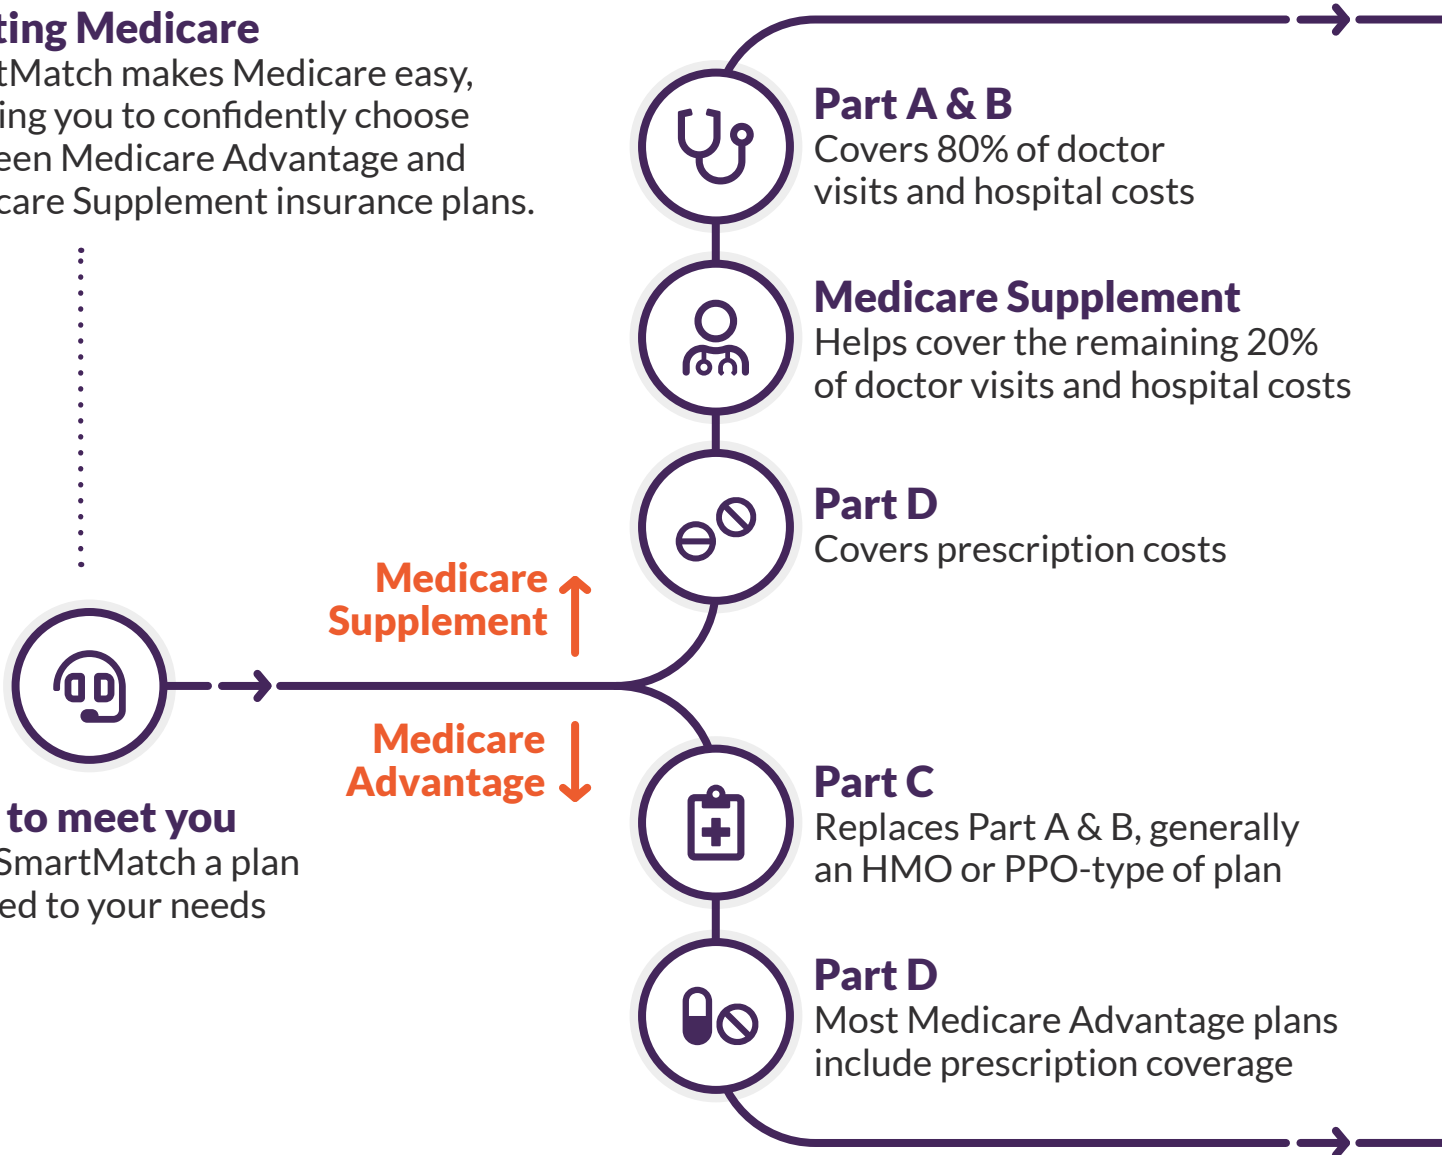 ting Medicare
tMatch makes Medicare easy,
ing you to confidently choose
een Medicare Advantage and
care Supplement insurance plans.
Part A & B
Covers 80% of doctor
visits and hospital costs
Medicare Supplement
Helps cover the remaining 20%
of doctor visits and hospital costs
Part D
Covers prescription costs
Medicare
Supplement
Medicare
Advantage
to meet you
SmartMatch a plan
ed to your needs
Part C
Replaces Part A & B, generally
an HMO or PPO-type of plan
Part D
Most Medicare Advantage plans
include prescription coverage